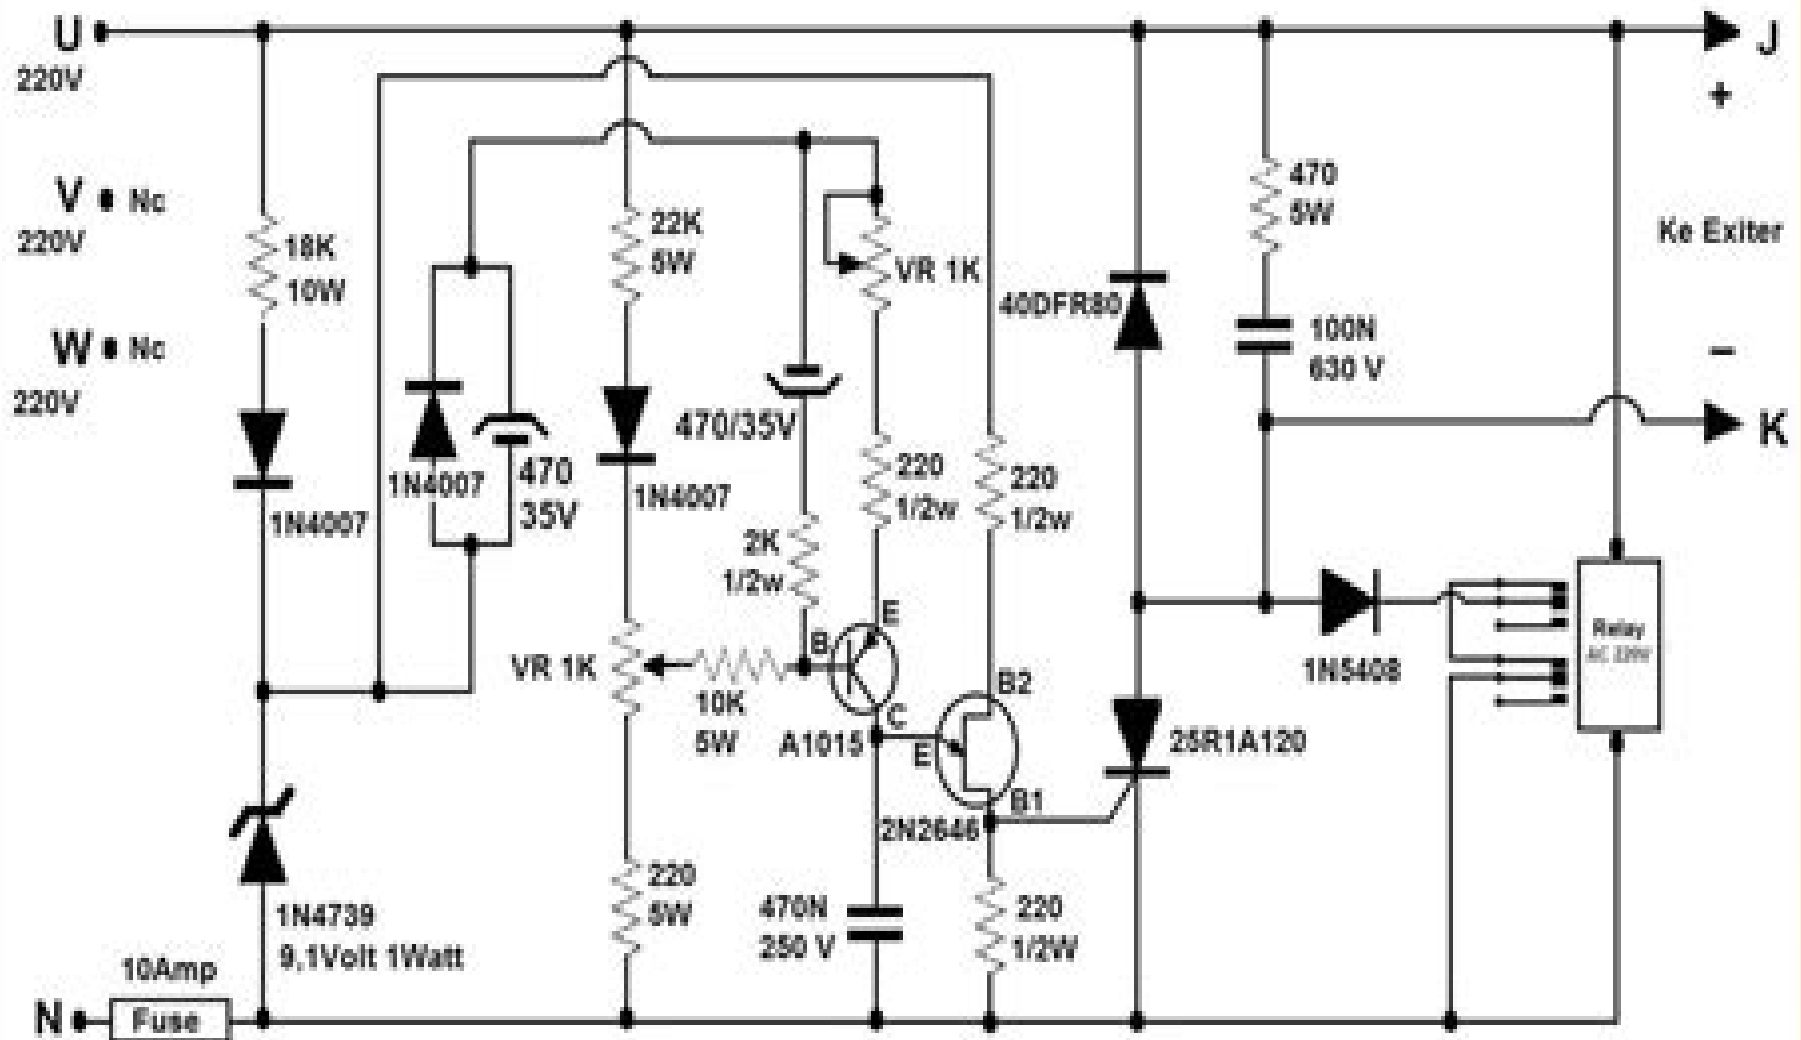 U
220V
J
+
V Nc
220V
W Nc
220V
18K
10W
22K
5W
VR 1K
470
5W
Ke Exiter
40DFR80
100N
630 V
−
K
1N4007
1N4007
470
35V
1N4007
470/35V
220
1/2w
220
1/2w
2K
1/2w
VR 1K
10K
5W
B
E
C
A1015
E
B2
B1
2N2646
1N5408
Relay
AC 220V
25R1A120
1N4739
9,1Volt 1Watt
220
5W
470N
250 V
220
1/2W
10Amp
N
Fuse